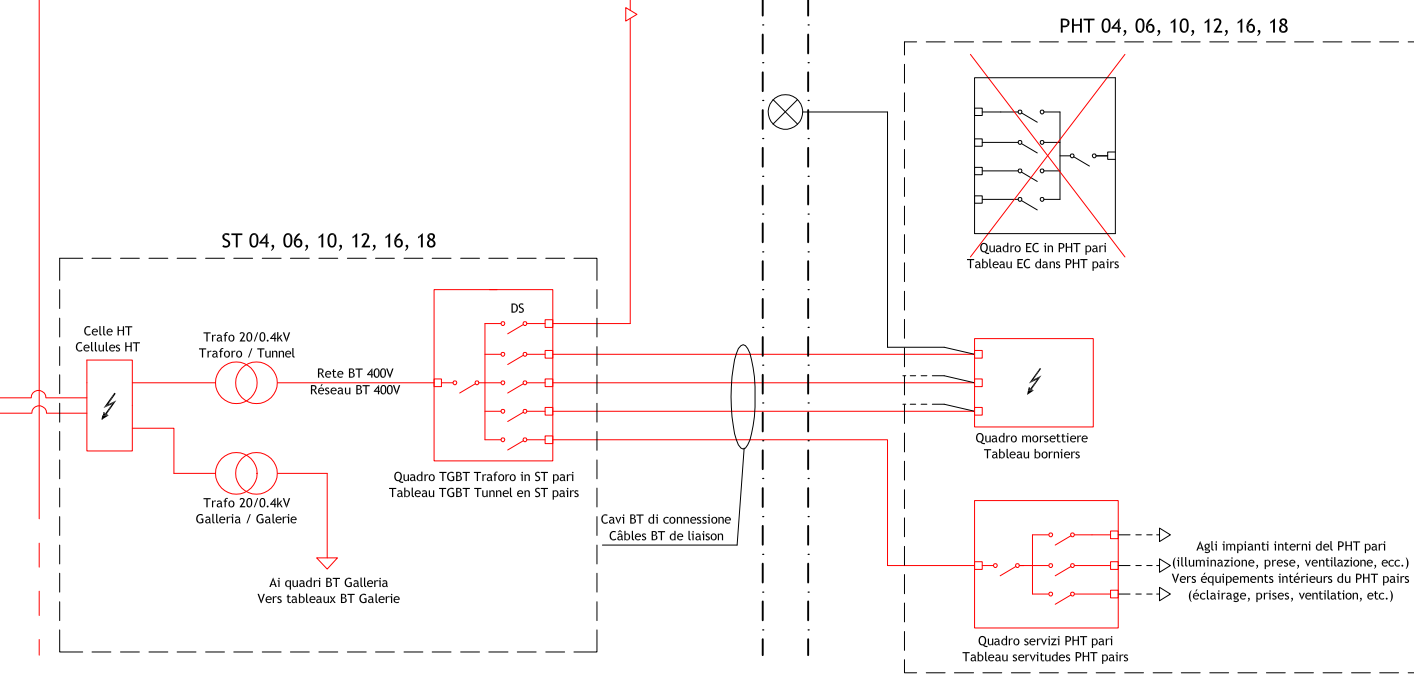 PHT 04, 06, 10, 12, 16, 18
Quadro EC in PHT pari
Tableau EC dans PHT pairs
ST 04, 06, 10, 12, 16, 18
Celle HT
Cellules HT
Trafo 20/0.4kV
Traforo / Tunnel
Rete BT 400V
Réseau BT 400V
DS
Quadro TGBT Traforo in ST pari
Tableau TGBT Tunnel en ST pairs
Trafo 20/0.4kV
Galleria / Galerie
Ai quadri BT Galleria
Vers tableaux BT Galerie
Cavi BT di connessione
Câbles BT de liaison
Quadro morsettiere
Tableau borniers
Agli impianti interni del PHT pari
(illuminazione, prese, ventilazione, ecc.)
Vers équipements intérieurs du PHT pairs
(éclairage, prises, ventilation, etc.)
Quadro servizi PHT pari
Tableau servitudes PHT pairs